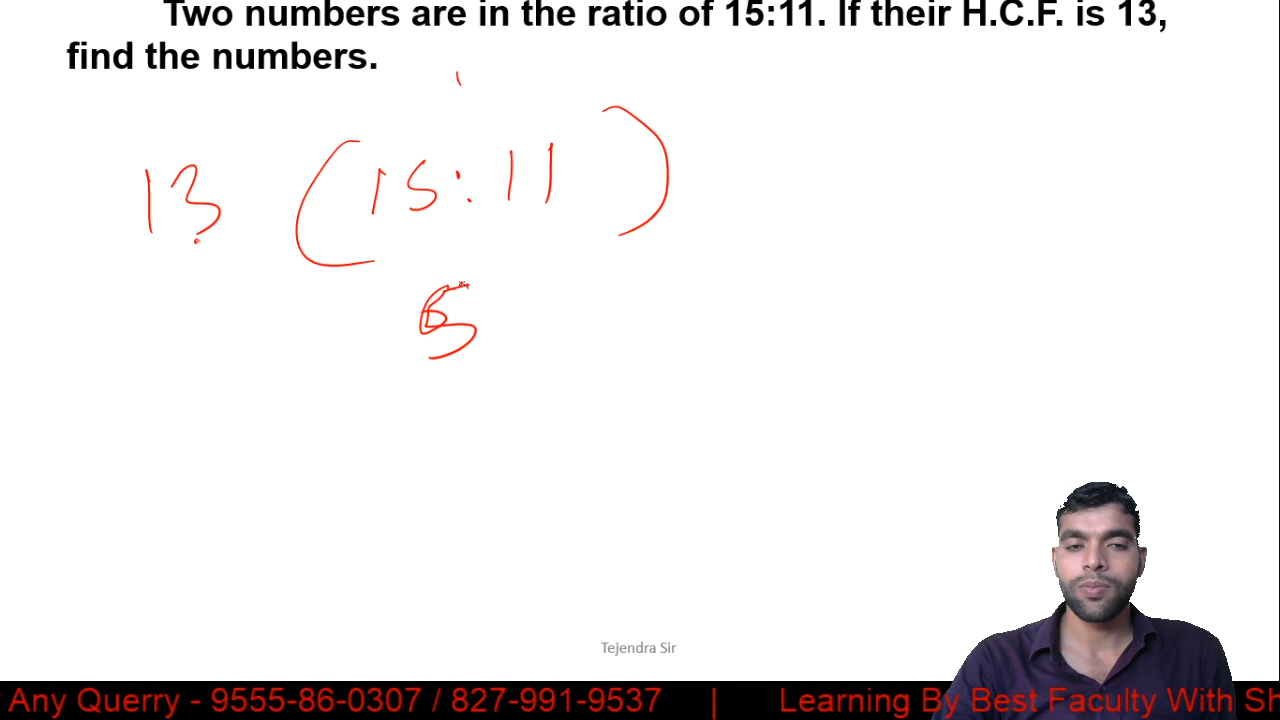 Two numbers are in the ratio of 15:11. If their H.C.F. is 13,
find the numbers.
13 (15:11)
5
Tejendra Sir
Any Querry - 9555-86-0307 / 827-991-9537 | Learning By Best Faculty With Sh